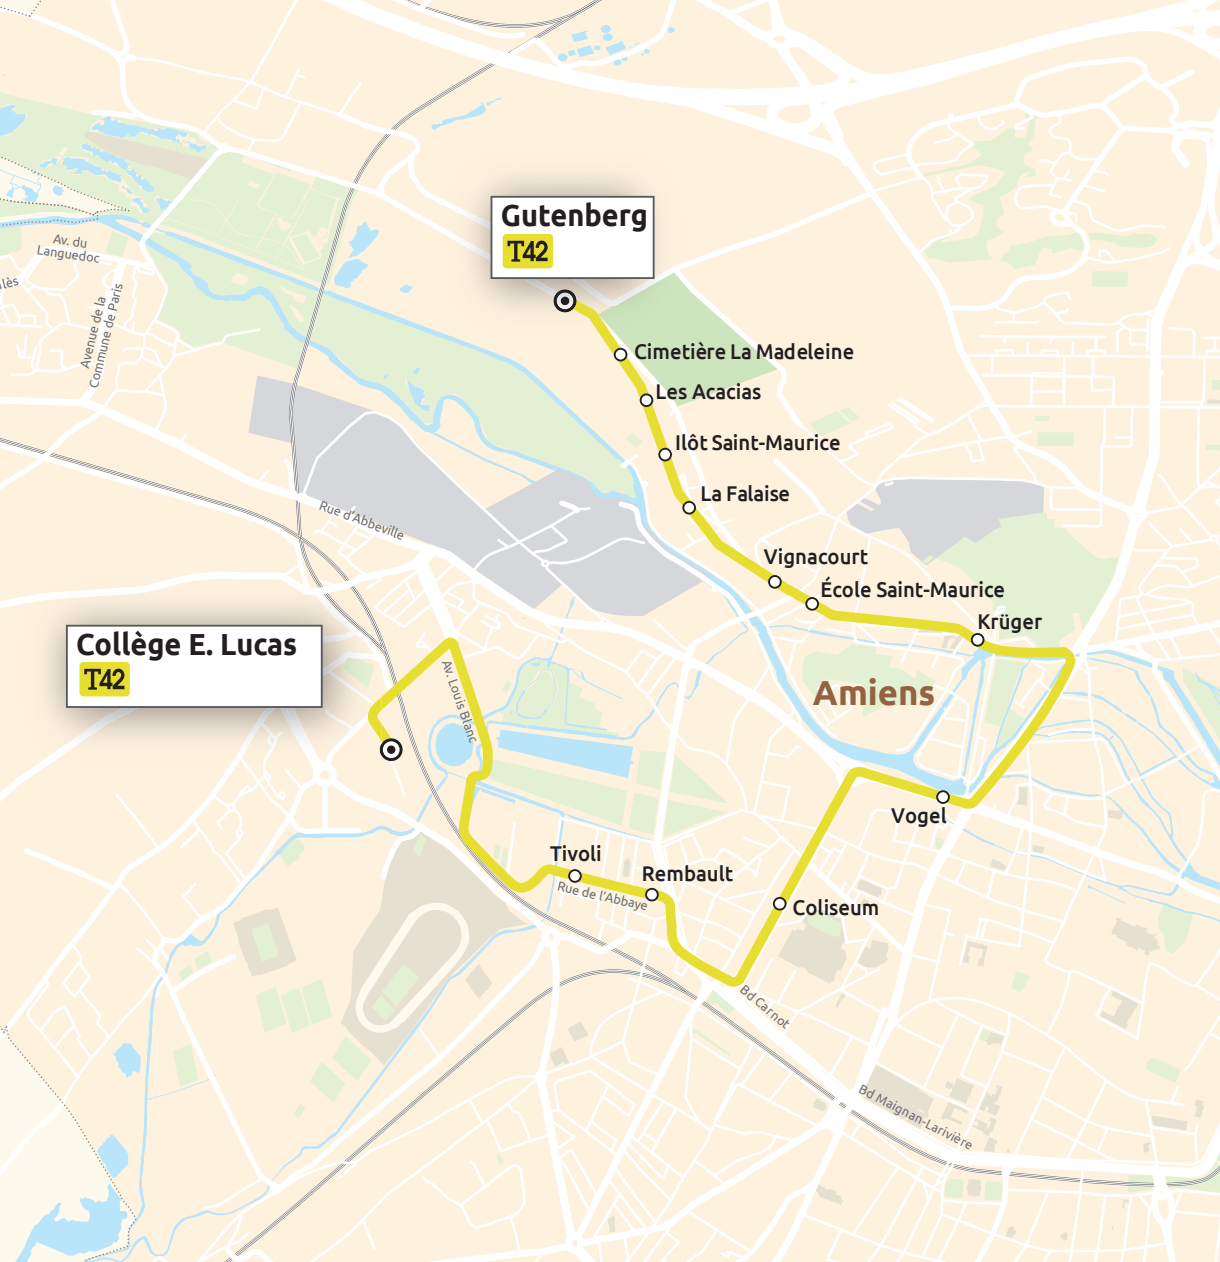 Gutenberg
T42
Av. du
Languedoc
lès
Avenue de la
Commune de Paris
Cimetière La Madeleine
Les Acacias
Ilôt Saint-Maurice
La Falaise
Rue d'Abbeville
Vignacourt
École Saint-Maurice
Krüger
Collège E. Lucas
T42
Av. Louis Blanc
Amiens
Vogel
Tivoli
Rembault
Rue de l'Abbaye
Coliseum
Bd Carnot
Bd Maignan-Larivière